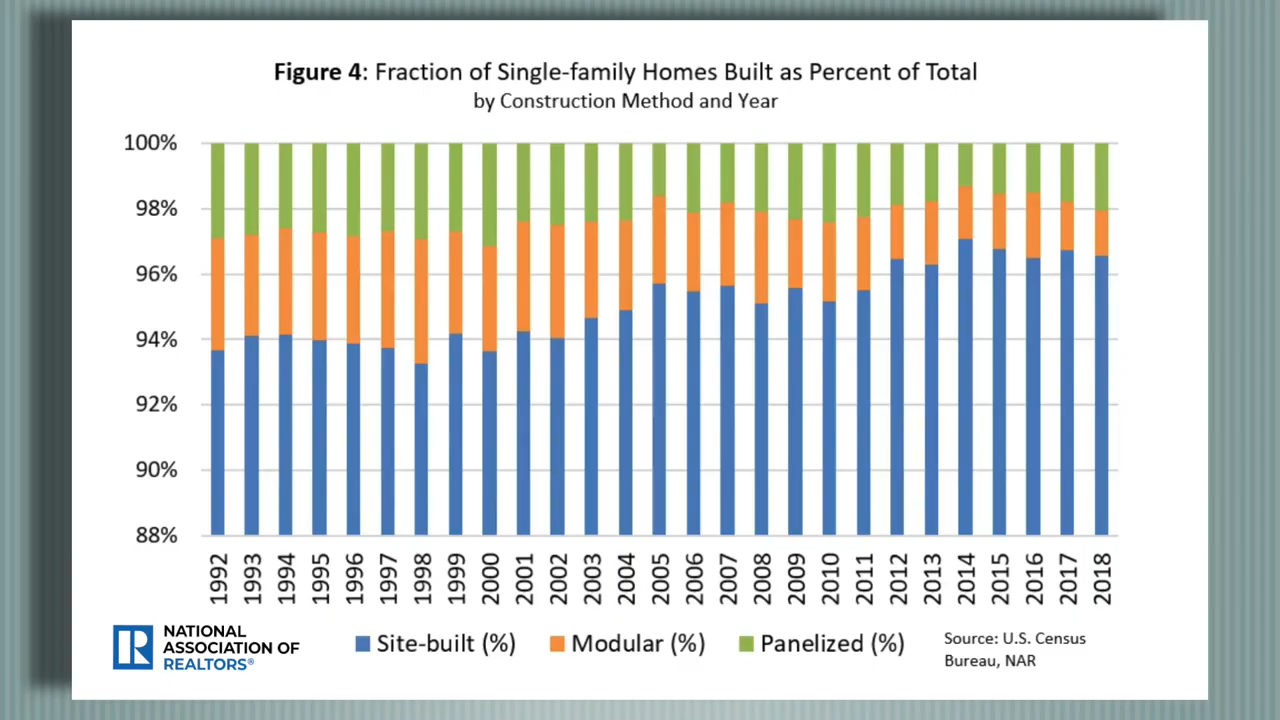 Figure 4: Fraction of Single-family Homes Built as Percent of Total
by Construction Method and Year
100%
98%
96%
94%
92%
90%
88%
1992 1993 1994 1995 1996 1997 1998 1999 2000 2001 2002 2003 2004 2005 2006 2007 2008 2009 2010 2011 2012 2013 2014 2015 2016 2017 2018
NATIONAL
ASSOCIATION OF
REALTORS®
Site-built (%) Modular (%) Panelized (%)
Source: U.S. Census
Bureau, NAR